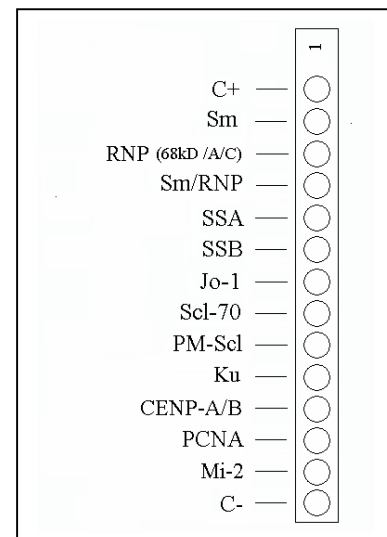 1
C+
Sm
RNP (68kD /A/C)
Sm/RNP
SSA
SSB
Jo-1
Scl-70
PM-Scl
Ku
CENP-A/B
PCNA
Mi-2
C-